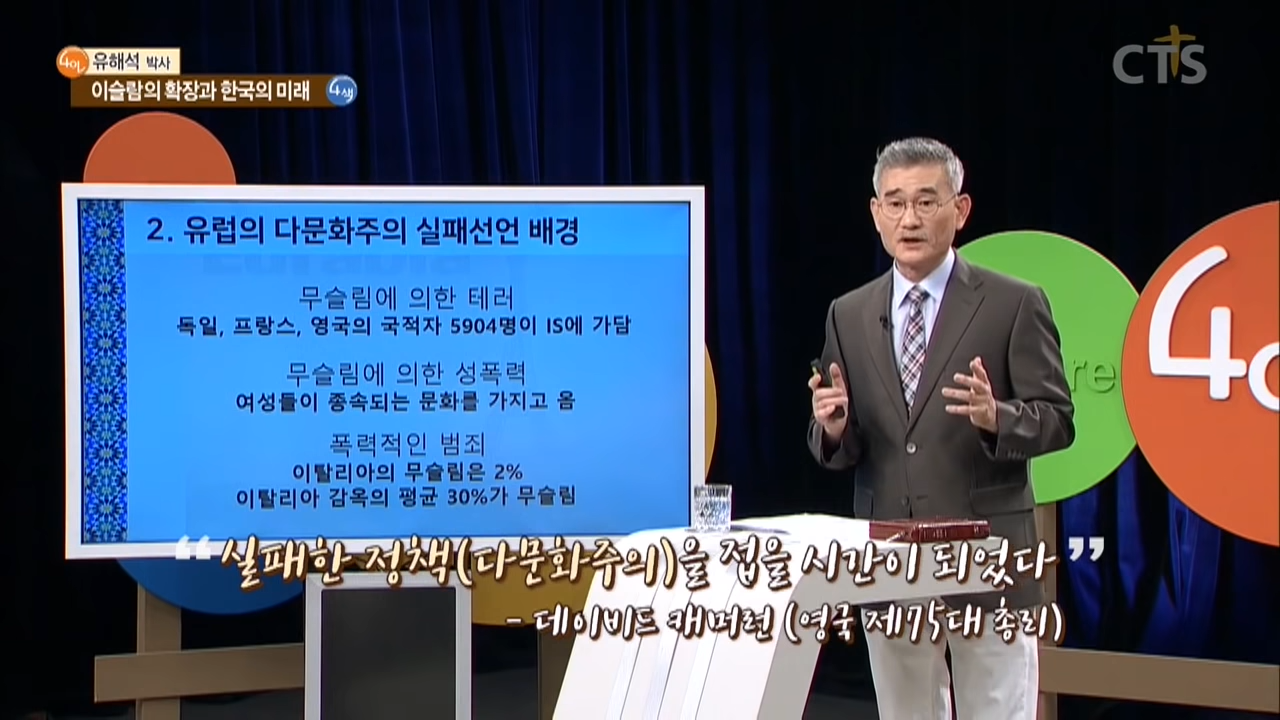 4인
유해석 박사
이슬람의 확장과 한국의 미래
4색
CTS
2. 유럽의 다문화주의 실패선언 배경
무슬림에 의한 테러
독일, 프랑스, 영국의 국적자 5904명이 IS에 가담
무슬림에 의한 성폭력
여성들이 종속되는 문화를 가지고 옴
폭력적인 범죄
이탈리아의 무슬림은 2%
이탈리아 감옥의 평균 30%가 무슬림
re
4인
“실패한 정책(다문화주의)을 접을 시간이 되었다”
- 데이비드 캐머런 (영국 제75대 총리)